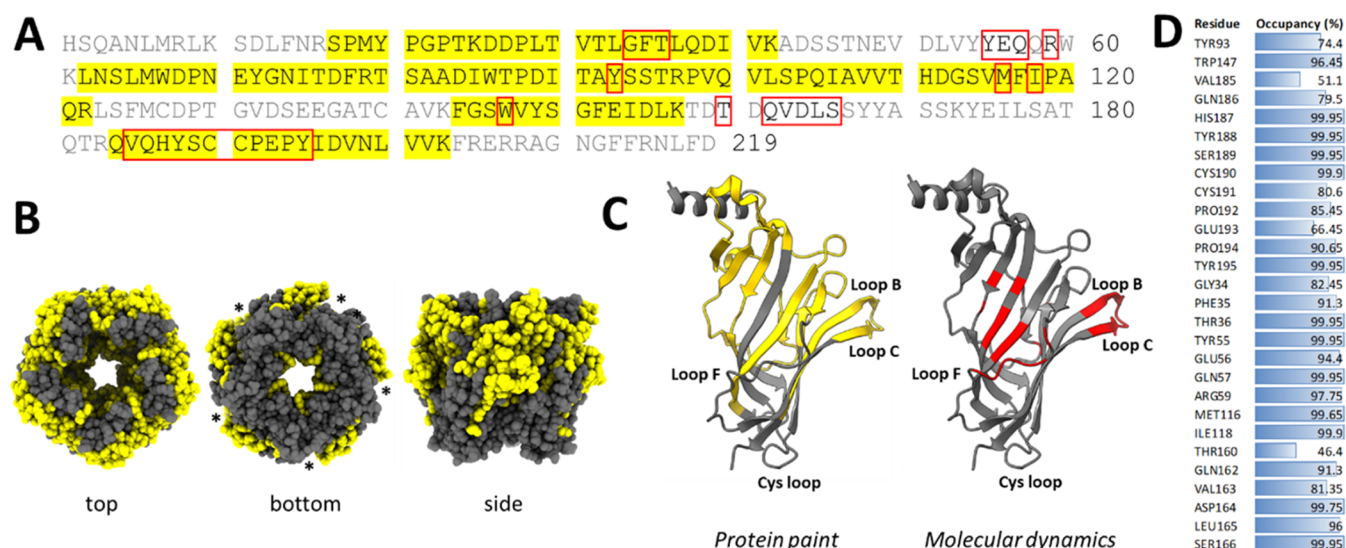 A
HSQANLMRLK SDLFNRSPMY PGPTKDDPLT VTLGFTLQDI VKADSSTNEV DLVYYEQQRW 60
KLNSLMWDPN EYGNITDFRTSAADIWTPDI TAYSSTRPVQ VLSPQIAVVT HDGSVMFIPA 120
QRLSFMCDPT GVDSEEGATC AVKFGSWVYS GFEIDLKTDT DQVDLSSYYA SSKYEILSAT 180
QTRQVQHYSC CPEPYIDVNL VVKFRERRAG NGFFRNLFD 219
B
* * * * *
top
bottom
side
C
Loop B
Loop C
Loop F
Cys loop
Protein paint
Loop B
Loop C
Loop F
Cys loop
Molecular dynamics
D
Residue Occupancy (%)
TYR93 74.4
TRP147 96.45
VAL185 51.1
GLN186 79.5
HIS187 99.95
TYR188 99.95
SER189 99.95
CYS190 99.9
CYS191 80.6
PRO192 85.45
GLU193 66.45
PRO194 90.65
TYR195 99.95
GLY34 82.45
PHE35 91.3
THR36 99.95
TYR55 99.95
GLU56 94.4
GLN57 99.95
ARG59 97.75
MET116 99.65
ILE118 99.9
THR160 46.4
GLN162 91.3
VAL163 81.35
ASP164 99.75
LEU165 96
SER166 99.95